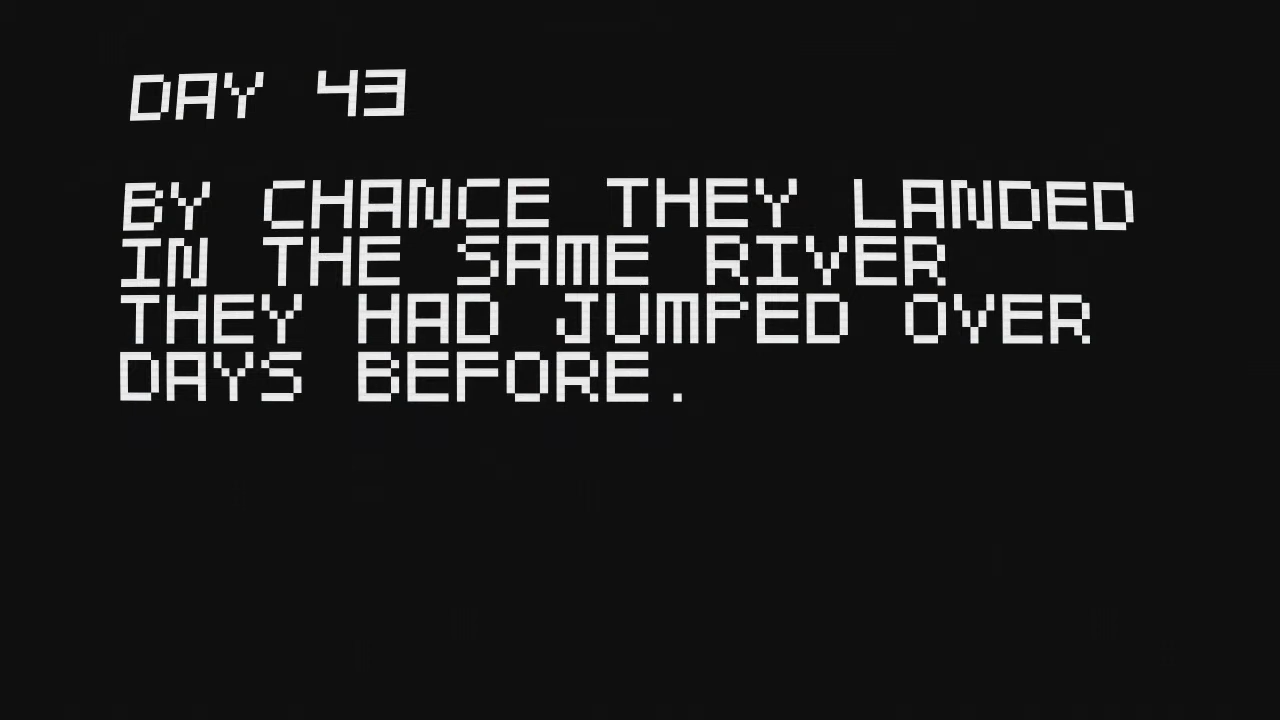 DAY 43
BY CHANCE THEY LANDED
IN THE SAME RIVER
THEY HAD JUMPED OVER
DAYS BEFORE.